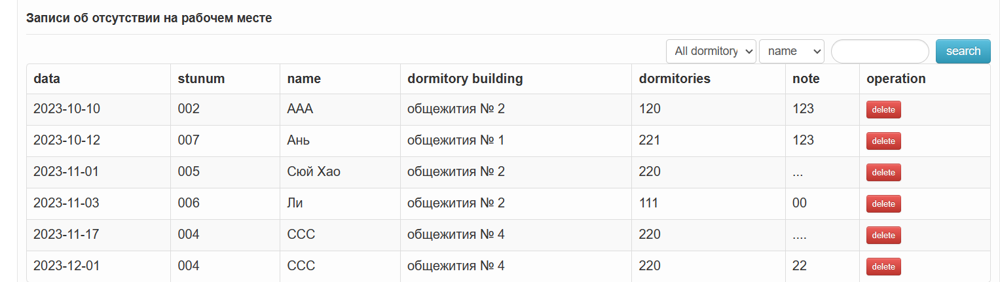 Записи об отсутствии на рабочем месте
All dormitory name search
data stunum name dormitory building dormitories note operation
2023-10-10 002 AAA общежития № 2 120 123 delete
2023-10-12 007 Ань общежития № 1 221 123 delete
2023-11-01 005 Сюй Хао общежития № 2 220 ... delete
2023-11-03 006 Ли общежития № 2 111 00 delete
2023-11-17 004 CCC общежития № 4 220 .... delete
2023-12-01 004 CCC общежития № 4 220 22 delete